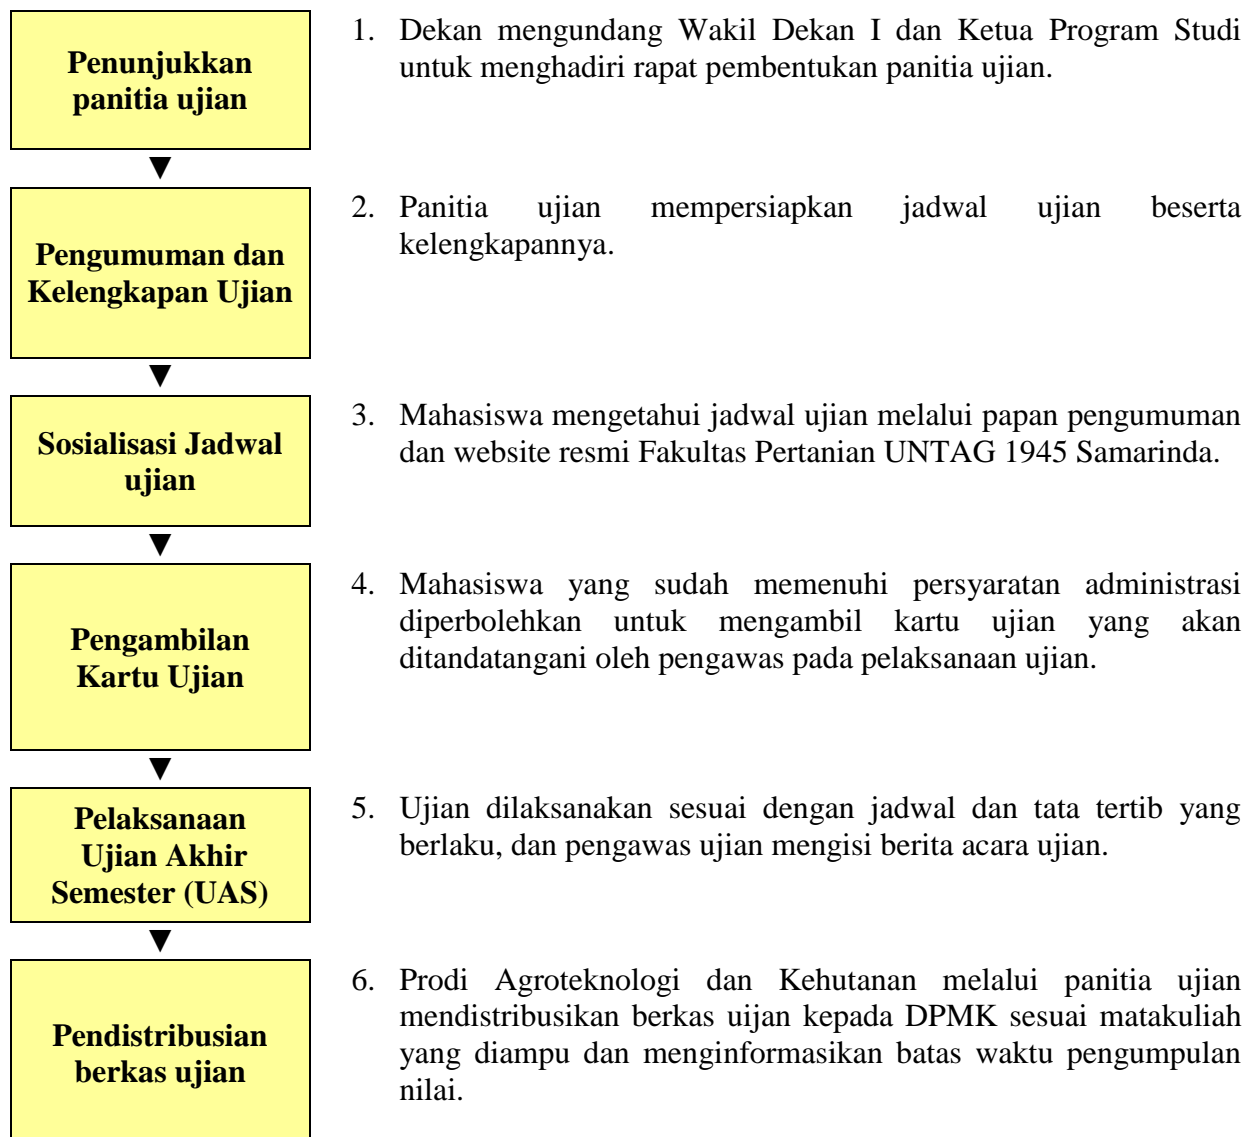 Penunjukkan
panitia ujian
1. Dekan mengundang Wakil Dekan I dan Ketua Program Studi
untuk menghadiri rapat pembentukan panitia ujian.
▼
Pengumuman dan
Kelengkapan Ujian
2. Panitia ujian mempersiapkan jadwal ujian beserta
kelengkapannya.
▼
Sosialisasi Jadwal
ujian
3. Mahasiswa mengetahui jadwal ujian melalui papan pengumuman
dan website resmi Fakultas Pertanian UNTAG 1945 Samarinda.
▼
Pengambilan
Kartu Ujian
4. Mahasiswa yang sudah memenuhi persyaratan administrasi
diperbolehkan untuk mengambil kartu ujian yang akan
ditandatangani oleh pengawas pada pelaksanaan ujian.
▼
Pelaksanaan
Ujian Akhir
Semester (UAS)
5. Ujian dilaksanakan sesuai dengan jadwal dan tata tertib yang
berlaku, dan pengawas ujian mengisi berita acara ujian.
▼
Pendistribusian
berkas ujian
6. Prodi Agroteknologi dan Kehutanan melalui panitia ujian
mendistribusikan berkas uijan kepada DPMK sesuai matakuliah
yang diampu dan menginformasikan batas waktu pengumpulan
nilai.